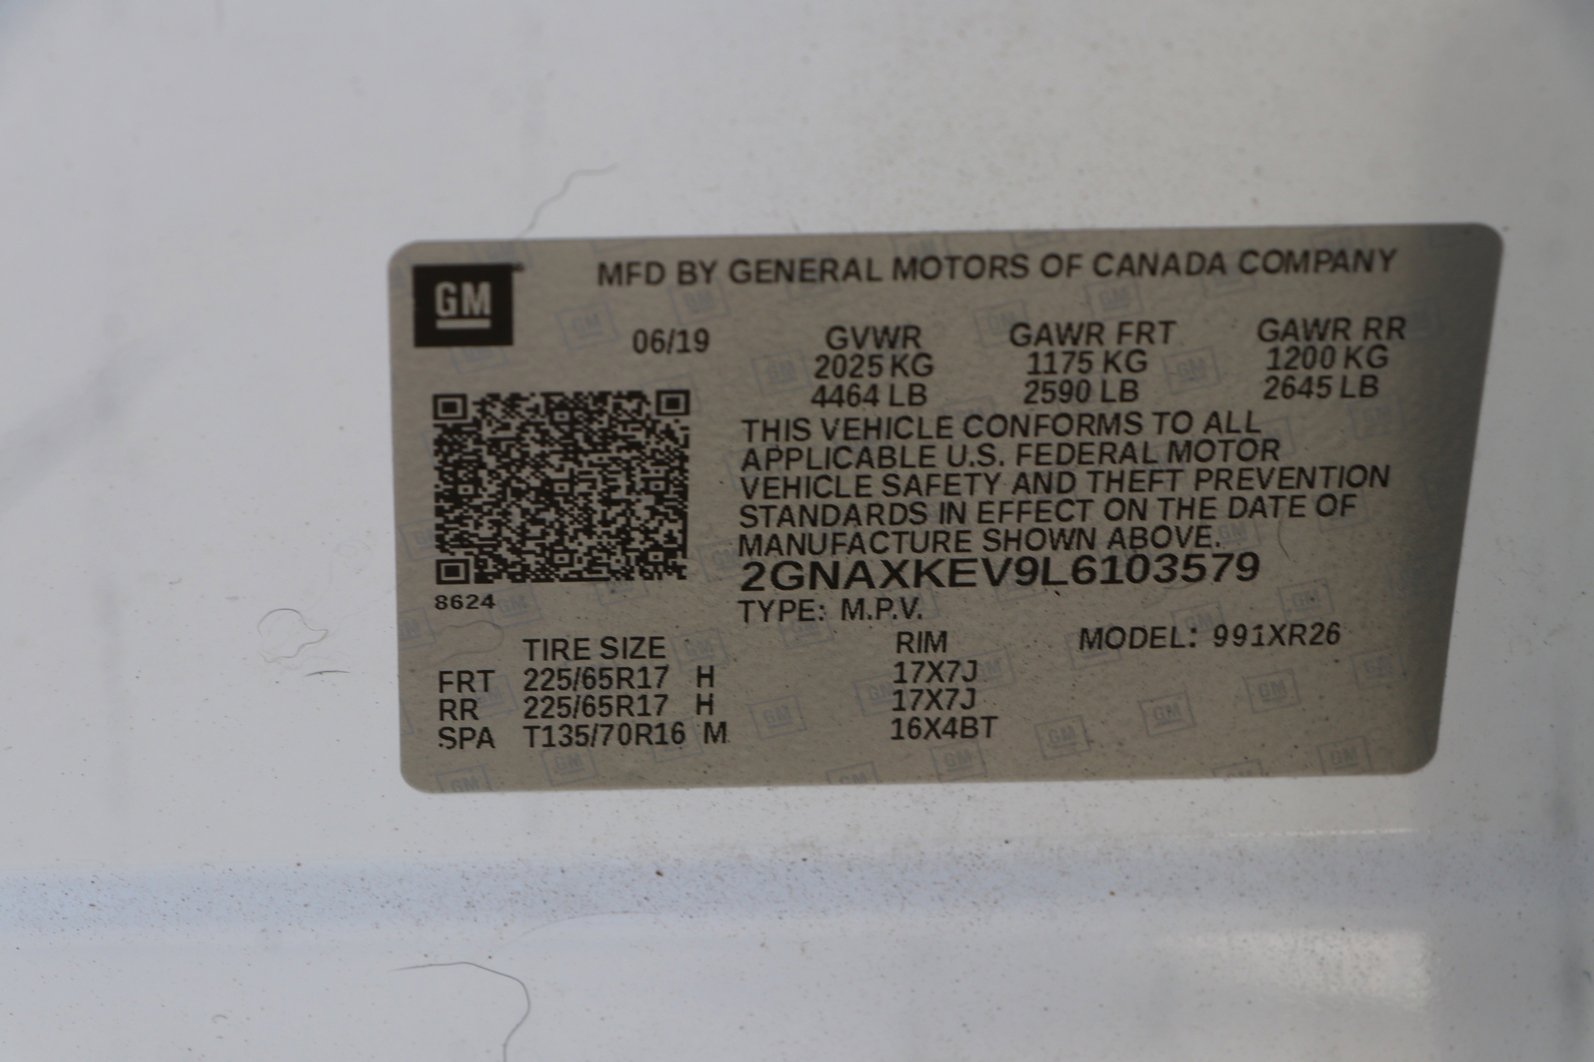 GM
MFD BY GENERAL MOTORS OF CANADA COMPANY
06/19 GVWR GAWR FRT GAWR RR
2025 KG 1175 KG 1200 KG
4464 LB 2590 LB 2645 LB
THIS VEHICLE CONFORMS TO ALL
APPLICABLE U.S. FEDERAL MOTOR
VEHICLE SAFETY AND THEFT PREVENTION
STANDARDS IN EFFECT ON THE DATE OF
MANUFACTURE SHOWN ABOVE.
2GNAXKEV9L6103579
8624
TYPE: M.P.V.
TIRE SIZE RIM MODEL: 991XR26
FRT 225/65R17 H 17X7J
RR 225/65R17 H 17X7J
SPA T135/70R16 M 16X4BT